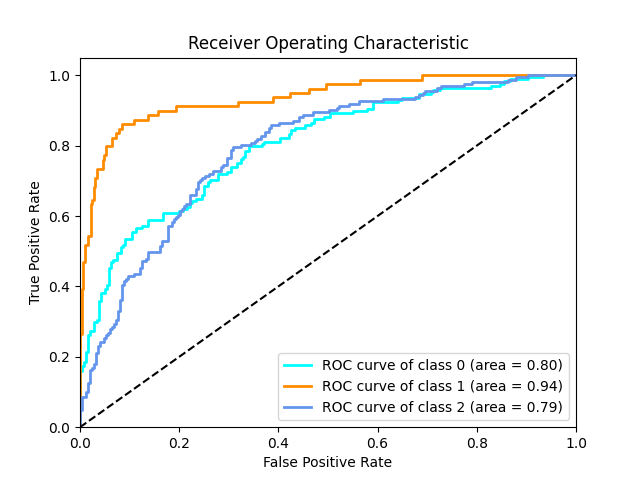 Receiver Operating Characteristic
1.0
0.8
0.6
0.4
0.2
0.0
True Positive Rate
ROC curve of class 0 (area = 0.80)
ROC curve of class 1 (area = 0.94)
ROC curve of class 2 (area = 0.79)
0.0 0.2 0.4 0.6 0.8 1.0
False Positive Rate